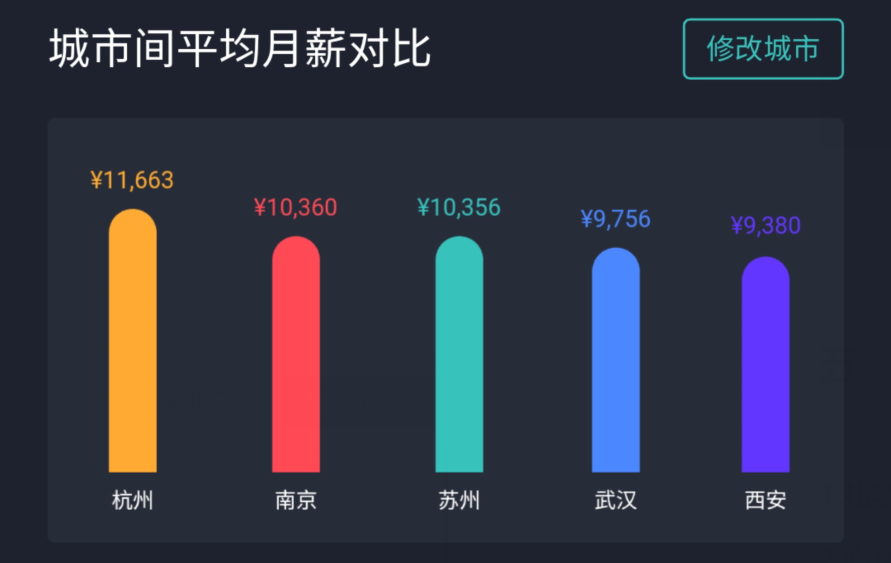 城市间平均月薪对比
修改城市
¥11,663
¥10,360
¥10,356
¥9,756
¥9,380
杭州
南京
苏州
武汉
西安